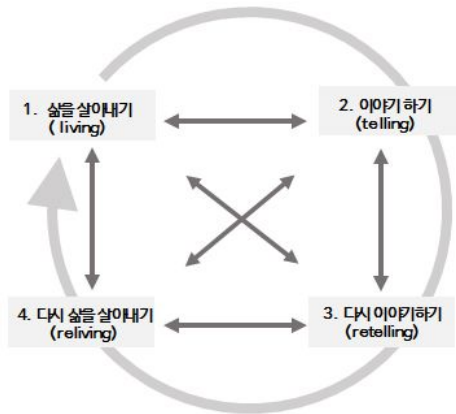 1. 삶을 살아내기
( living)
2. 이야기 하기
(telling)
4. 다시 삶을 살아내기
(reliving)
3. 다시 이야기하기
(retelling)